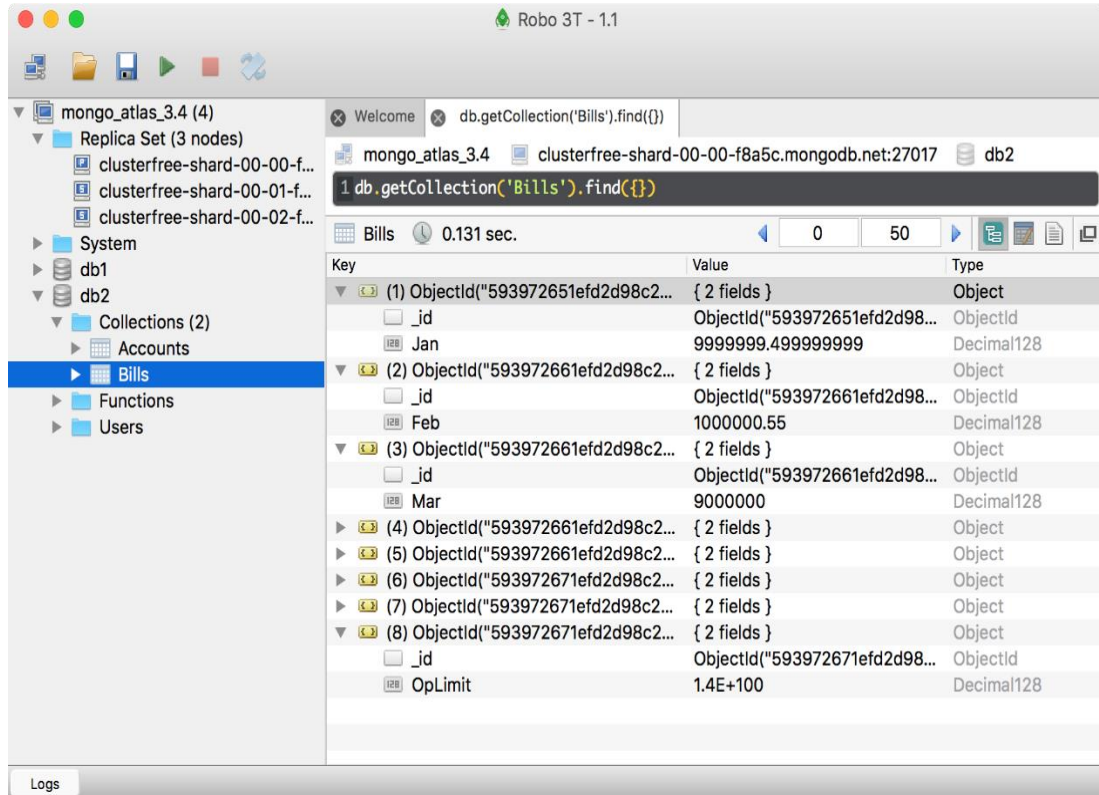 Robo 3T - 1.1
mongo_atlas_3.4 (4)
Replica Set (3 nodes)
clusterfree-shard-00-00-f...
clusterfree-shard-00-01-f...
clusterfree-shard-00-02-f...
System
db1
db2
Collections (2)
Accounts
Bills
Functions
Users
Welcome db.getCollection('Bills').find({})
mongo_atlas_3.4 clusterfree-shard-00-00-f8a5c.mongodb.net:27017 db2
1 db.getCollection('Bills').find({})
Bills 0.131 sec. 0 50
Key Value Type
(1) ObjectId("593972651efd2d98c2... { 2 fields } Object
_id ObjectId("593972651efd2d98... ObjectId
Jan 9999999.499999999 Decimal128
(2) ObjectId("593972661efd2d98c2... { 2 fields } Object
_id ObjectId("593972661efd2d98... ObjectId
Feb 1000000.55 Decimal128
(3) ObjectId("593972661efd2d98c2... { 2 fields } Object
_id ObjectId("593972661efd2d98... ObjectId
Mar 9000000 Decimal128
(4) ObjectId("593972661efd2d98c2... { 2 fields } Object
(5) ObjectId("593972661efd2d98c2... { 2 fields } Object
(6) ObjectId("593972671efd2d98c2... { 2 fields } Object
(7) ObjectId("593972671efd2d98c2... { 2 fields } Object
(8) ObjectId("593972671efd2d98c2... { 2 fields } Object
_id ObjectId("593972671efd2d98... ObjectId
OpLimit 1.4E+100 Decimal128
Logs